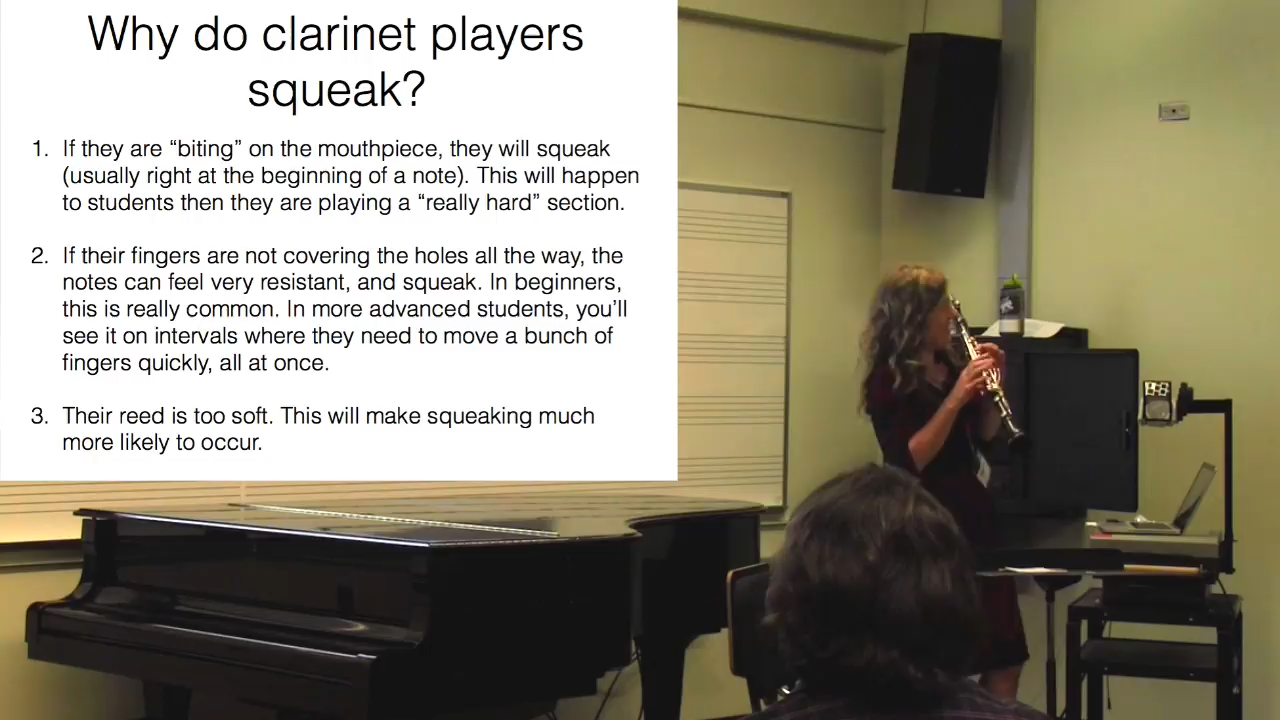 Why do clarinet players
squeak?
1. If they are “biting” on the mouthpiece, they will squeak
(usually right at the beginning of a note). This will happen
to students then they are playing a “really hard” section.
2. If their fingers are not covering the holes all the way, the
notes can feel very resistant, and squeak. In beginners,
this is really common. In more advanced students, you’ll
see it on intervals where they need to move a bunch of
fingers quickly, all at once.
3. Their reed is too soft. This will make squeaking much
more likely to occur.